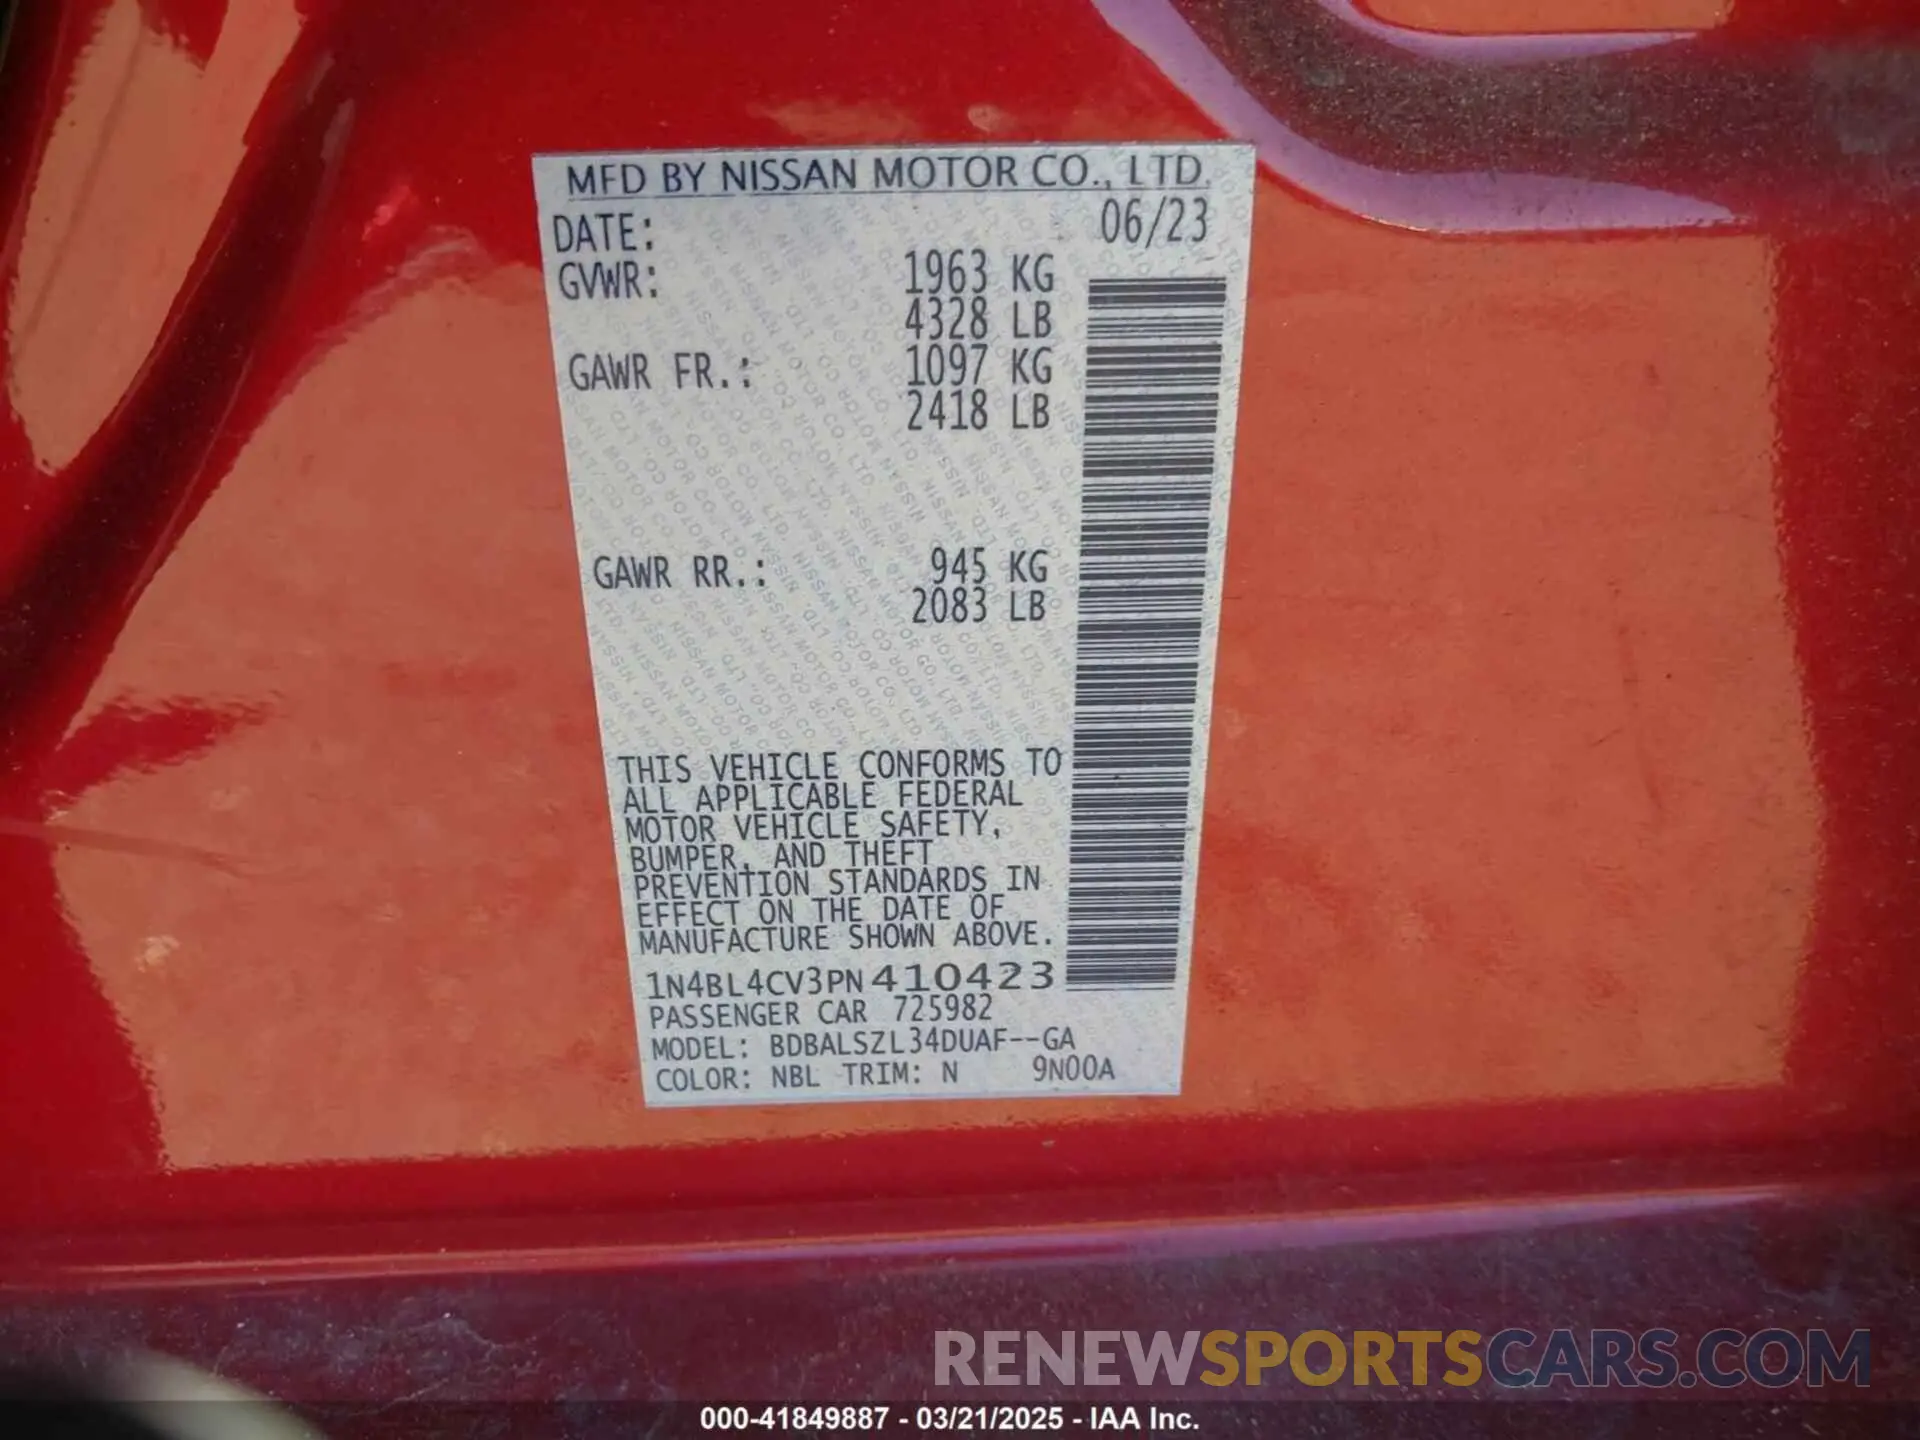 MFD BY NISSAN MOTOR CO., LTD.
DATE: 06/23
GVWR: 1963 KG
4328 LB
GAWR FR.: 1097 KG
2418 LB
GAWR RR.: 945 KG
2083 LB
THIS VEHICLE CONFORMS TO
ALL APPLICABLE FEDERAL
MOTOR VEHICLE SAFETY,
BUMPER, AND THEFT
PREVENTION STANDARDS IN
EFFECT ON THE DATE OF
MANUFACTURE SHOWN ABOVE.
1N4BL4CV3PN410423
PASSENGER CAR 725982
MODEL: BDBALSZL34DUAF--GA
COLOR: NBL TRIM: N 9N00A
RENEWSPORTSCARS.COM
000-41849887 - 03/21/2025 - IAA Inc.